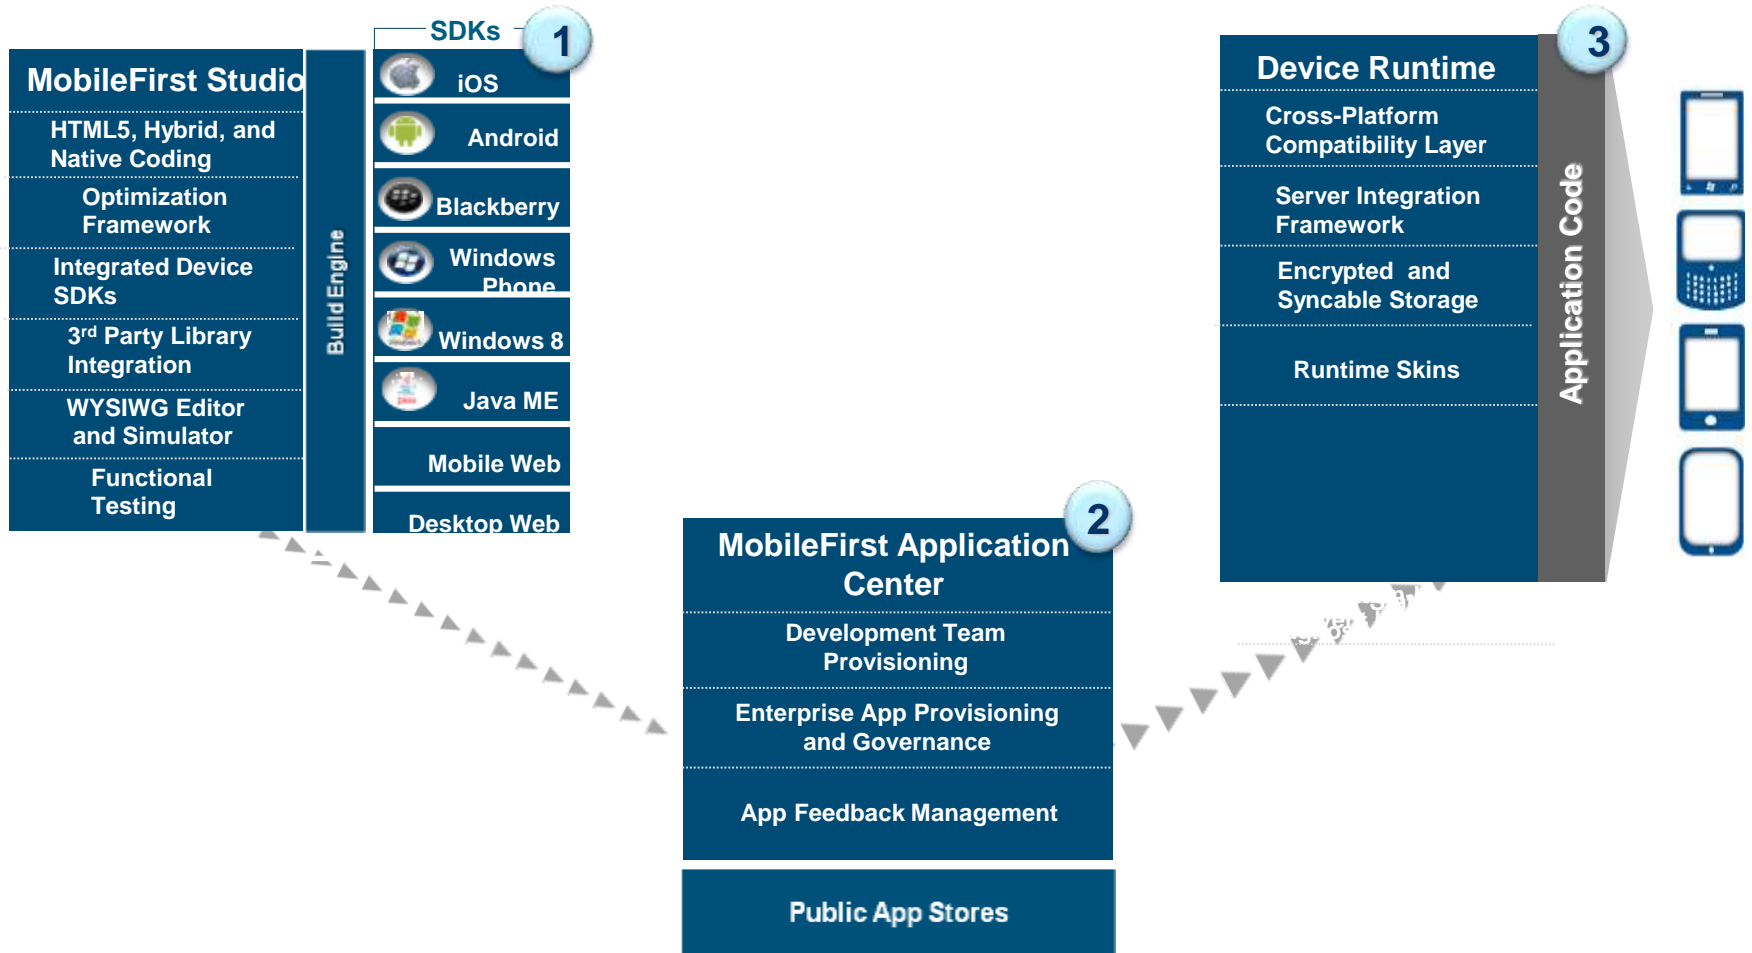 SDKs
1
MobileFirst Studio
HTML5, Hybrid, and
Native Coding
Optimization
Framework
Integrated Device
SDKs
3rd Party Library
Integration
WYSIWG Editor
and Simulator
Functional
Testing
Build Engine
iOS
Android
Blackberry
Windows
Phone
Windows 8
Java ME
Mobile Web
Desktop Web
2
MobileFirst Application
Center
Development Team
Provisioning
Enterprise App Provisioning
and Governance
App Feedback Management
Public App Stores
3
Device Runtime
Cross-Platform
Compatibility Layer
Server Integration
Framework
Encrypted and
Syncable Storage
Runtime Skins
Application Code